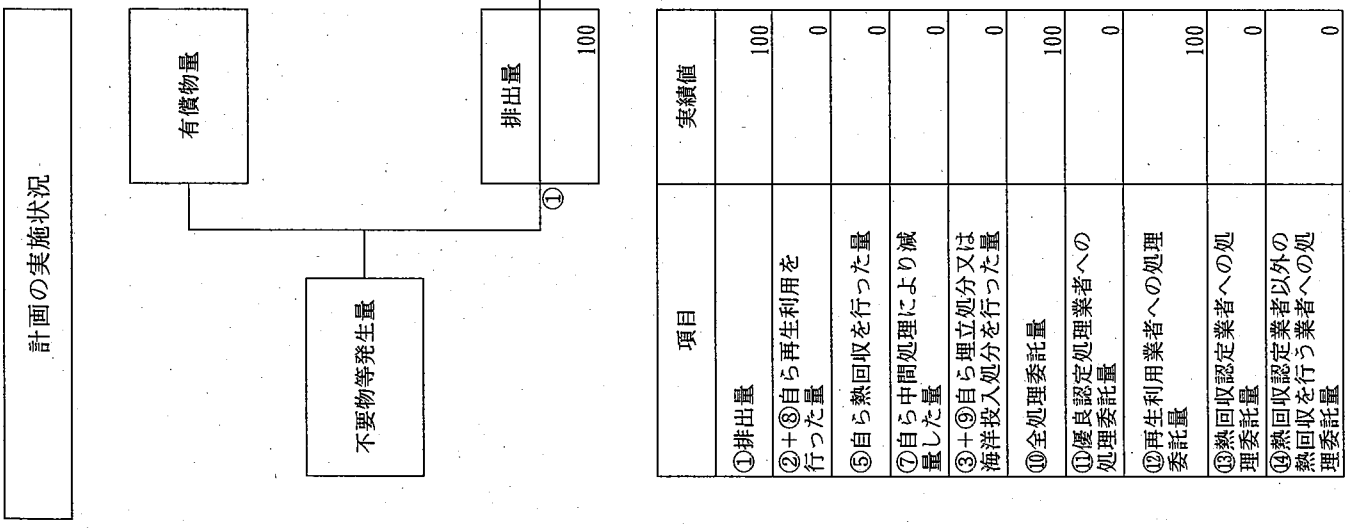 計画の実施状況
不要物等発生量
有償物量
①
排出量
100
項目
実績値
①排出量
100
②+⑧自ら再生利用を
行った量
0
⑤自ら熱回収を行った量
0
⑦自ら中間処理により減
量した量
0
③+⑨自ら埋立処分又は
海洋投入処分を行った量
0
⑩全処理委託量
100
⑪優良認定処理業者への
処理委託量
0
⑫再生利用業者への処理
委託量
100
⑬熱回収認定業者への処
理委託量
0
⑭熱回収認定業者以外の
熱回収を行う業者への処
理委託量
0